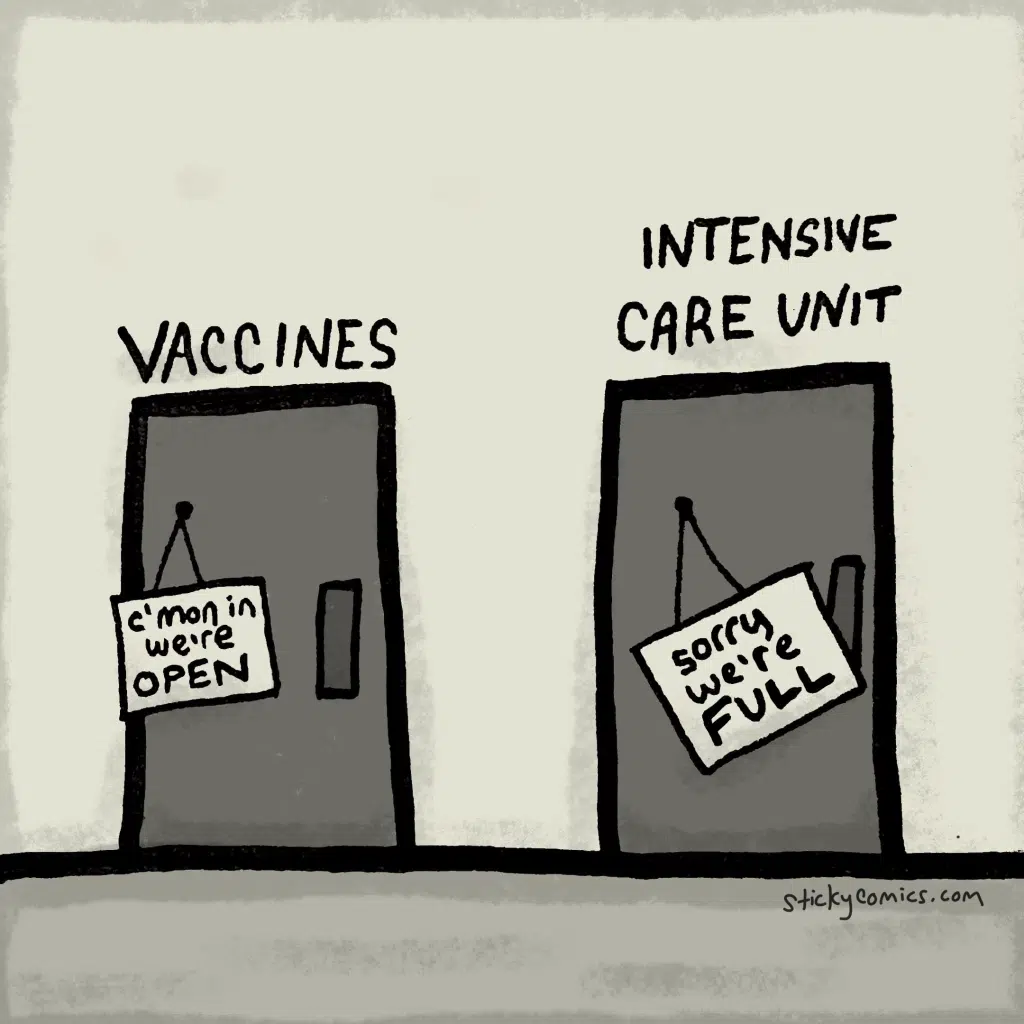 VACCINES
c'mon in
we're
OPEN
INTENSIVE
CARE UNIT
sorry
we're
FULL
stickycomics.com